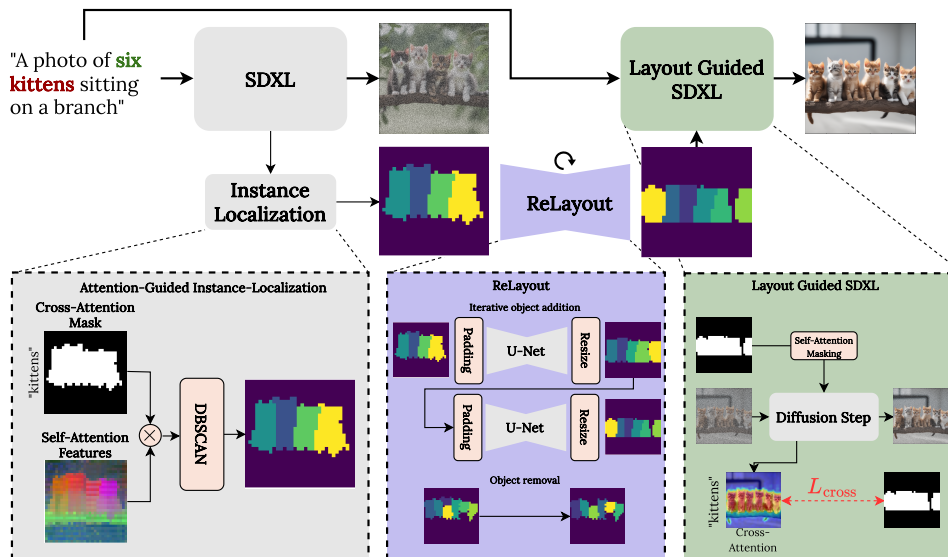 "A photo of six
kittens sitting
on a branch"
SDXL
Layout Guided
SDXL
Instance
Localization
ReLayout
Attention-Guided Instance-Localization
Cross-Attention
Mask
"kittens"
Self-Attention
Features
DBSCAN
ReLayout
Iterative object addition
Padding
U-Net
Resize
Padding
U-Net
Resize
Object removal
Layout Guided SDXL
Self-Attention
Masking
Diffusion Step
"kittens"
L_cross
Cross-
Attention